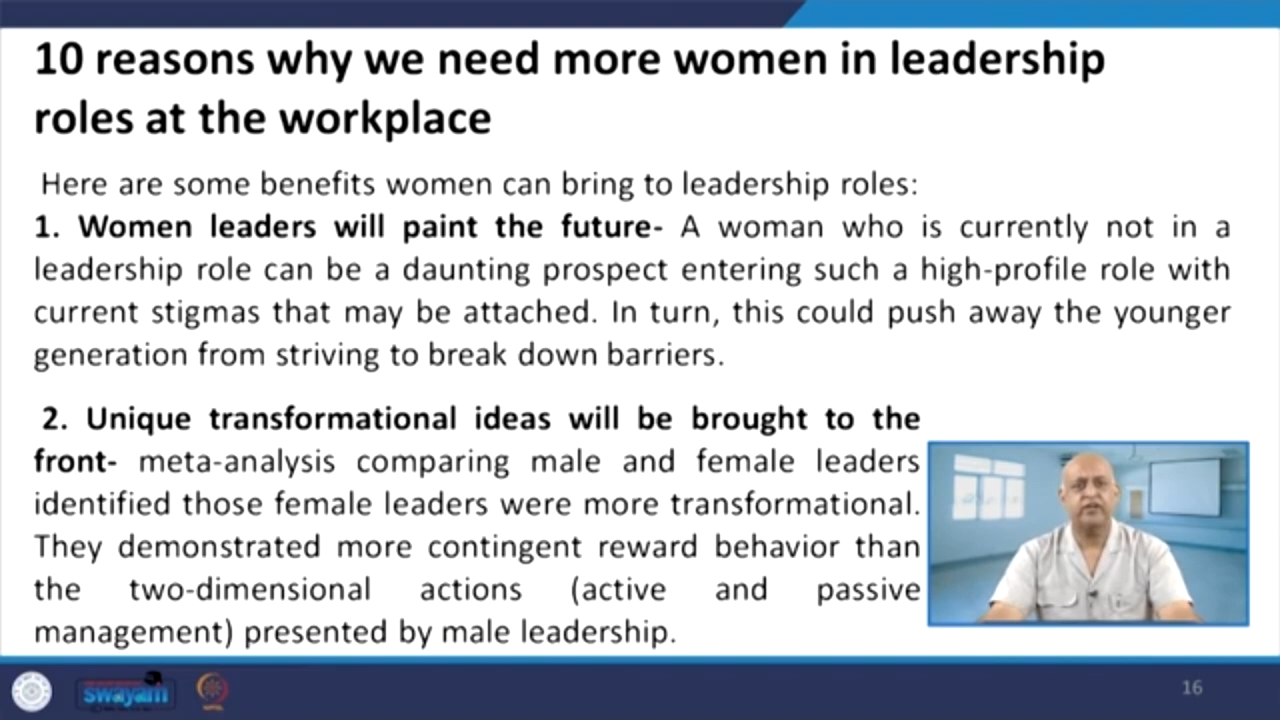 10 reasons why we need more women in leadership
roles at the workplace
Here are some benefits women can bring to leadership roles:
1. Women leaders will paint the future- A woman who is currently not in a
leadership role can be a daunting prospect entering such a high-profile role with
current stigmas that may be attached. In turn, this could push away the younger
generation from striving to break down barriers.
2. Unique transformational ideas will be brought to the
front- meta-analysis comparing male and female leaders
identified those female leaders were more transformational.
They demonstrated more contingent reward behavior than
the two-dimensional actions (active and passive
management) presented by male leadership.
swayam
16